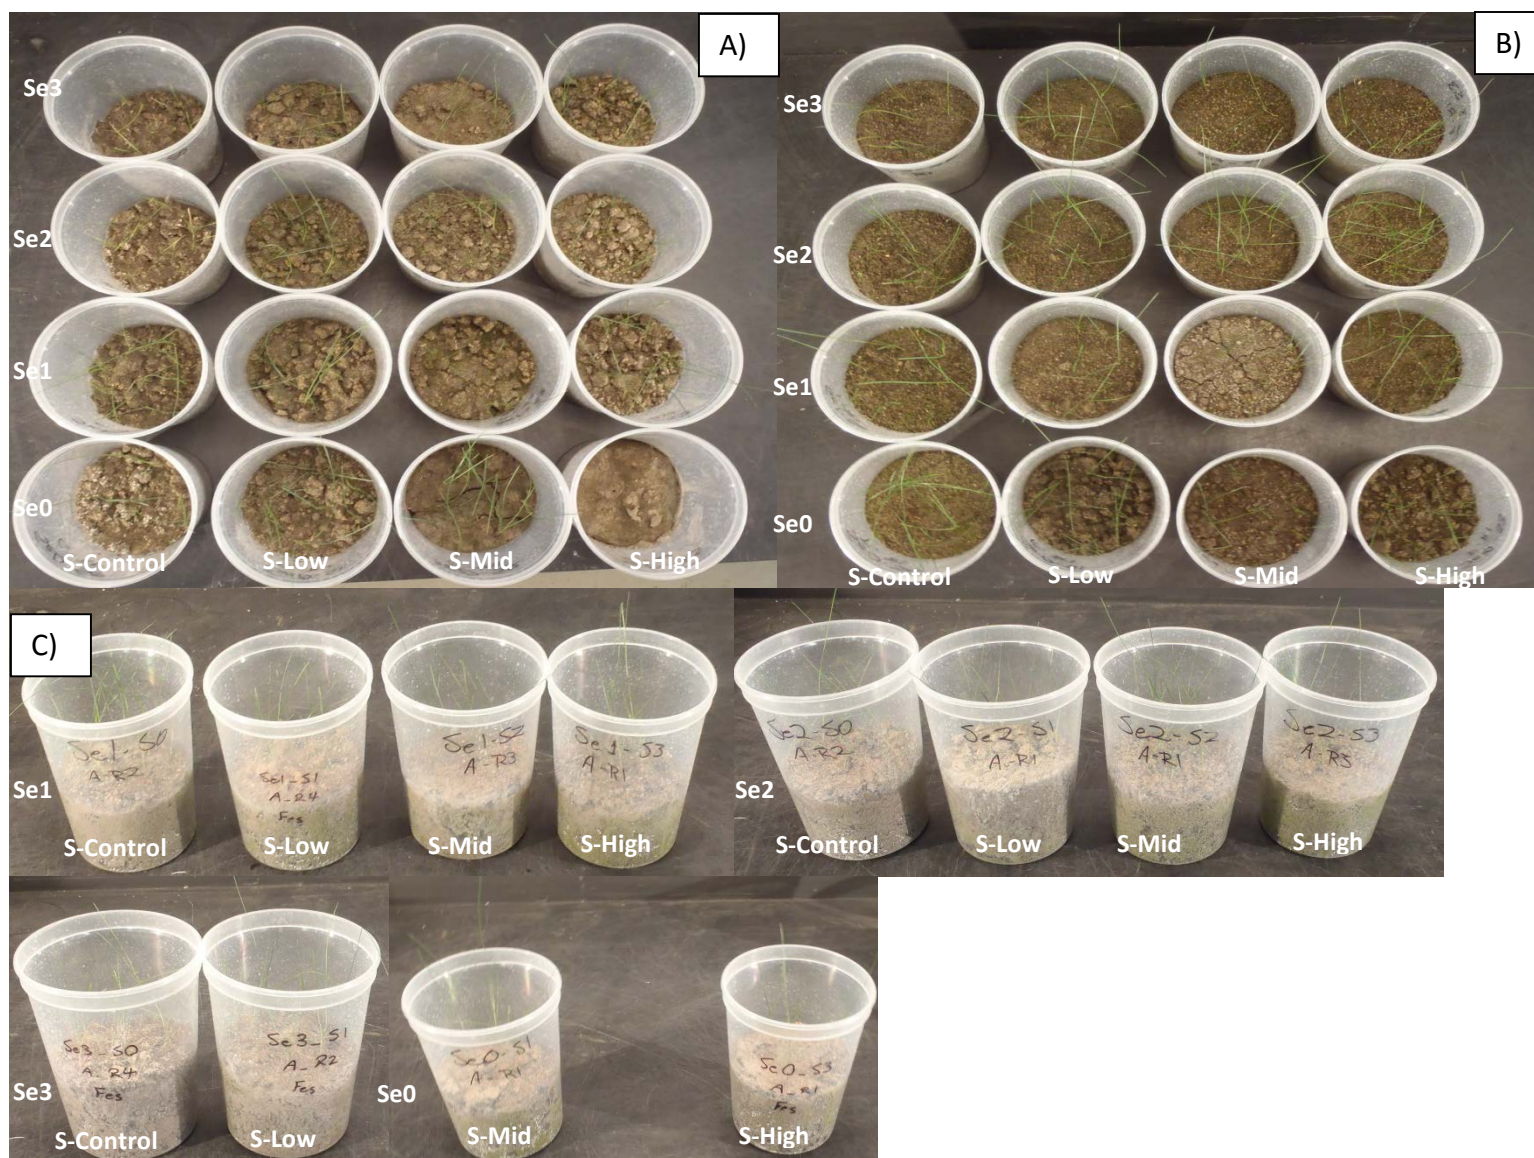 A)
Se3
Se2
Se1
Se0
S-Control S-Low S-Mid S-High
B)
Se3
Se2
Se1
Se0
S-Control S-Low S-Mid S-High
C)
Se1-S0
A-R2
Se1-S1
A-R4
Fes
Se1-S2
A-R3
Se1-S3
A-R1
Se1
S-Control S-Low S-Mid S-High
Se2-S0
A-R2
Se2-S1
A-R1
Se2-S2
A-R1
Se2-S3
A-R3
Se2
S-Control S-Low S-Mid S-High
Se3-S0
A-R4
Fes
Se3-S1
A-R2
Fes
Se3
S-Control S-Low
Se0-S1
A-R1
Se0-S3
A-R1
Fes
Se0
S-Mid S-High